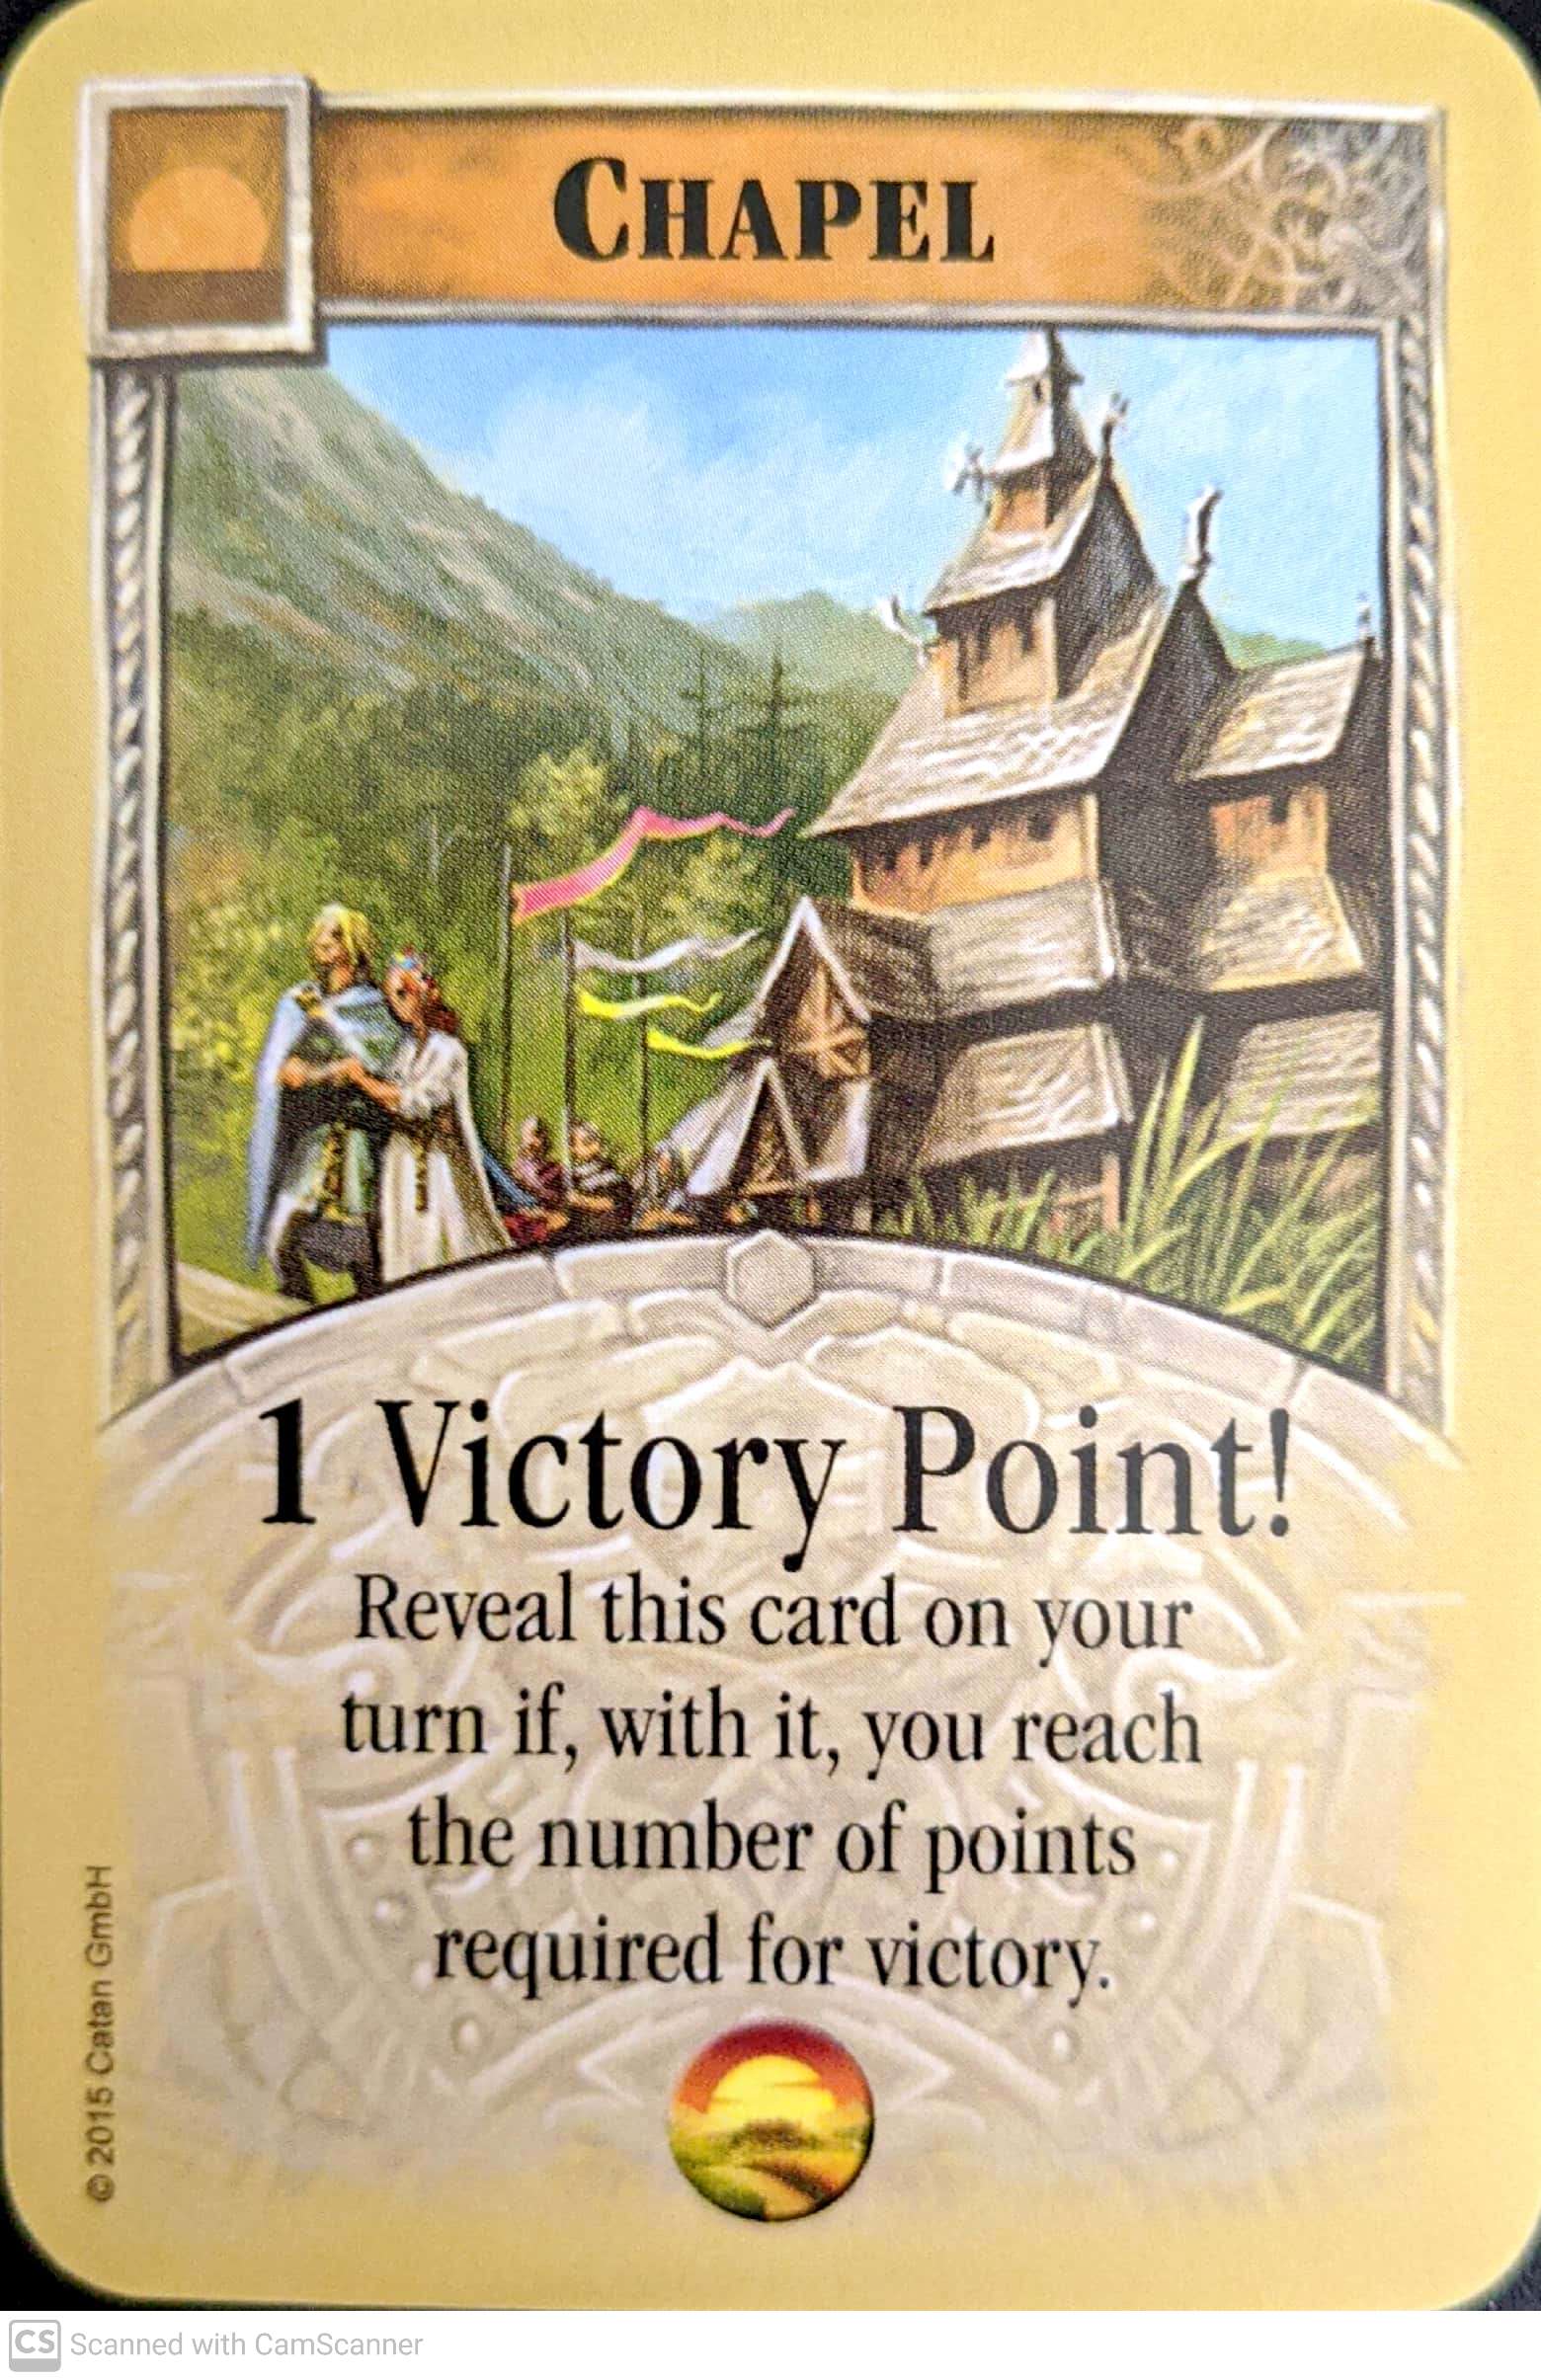 CHAPEL
1 Victory Point!
Reveal this card on your
turn if, with it, you reach
the number of points
required for victory.
©2015 Catan GmbH
CS Scanned with CamScanner